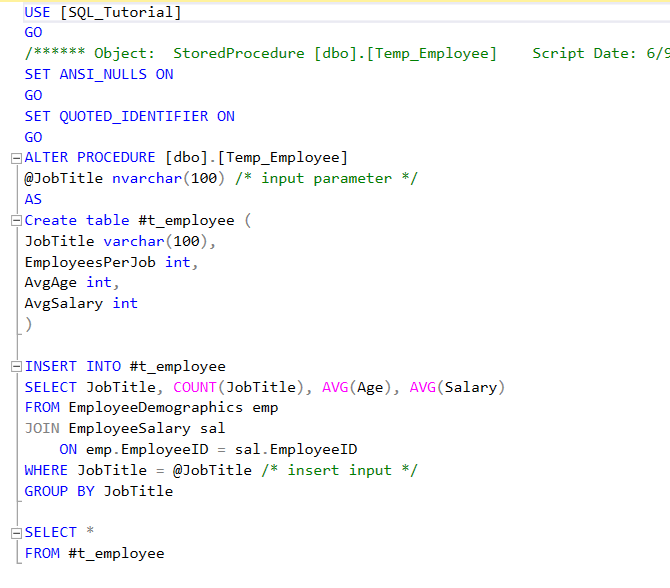 USE [SQL_Tutorial]
GO
/****** Object:  StoredProcedure [dbo].[Temp_Employee]    Script Date: 6/9
SET ANSI_NULLS ON
GO
SET QUOTED_IDENTIFIER ON
GO
ALTER PROCEDURE [dbo].[Temp_Employee]
@JobTitle nvarchar(100) /* input parameter */
AS
Create table #t_employee (
JobTitle varchar(100),
EmployeesPerJob int,
AvgAge int,
AvgSalary int
)
INSERT INTO #t_employee
SELECT JobTitle, COUNT(JobTitle), AVG(Age), AVG(Salary)
FROM EmployeeDemographics emp
JOIN EmployeeSalary sal
    ON emp.EmployeeID = sal.EmployeeID
WHERE JobTitle = @JobTitle /* insert input */
GROUP BY JobTitle
SELECT *
FROM #t_employee